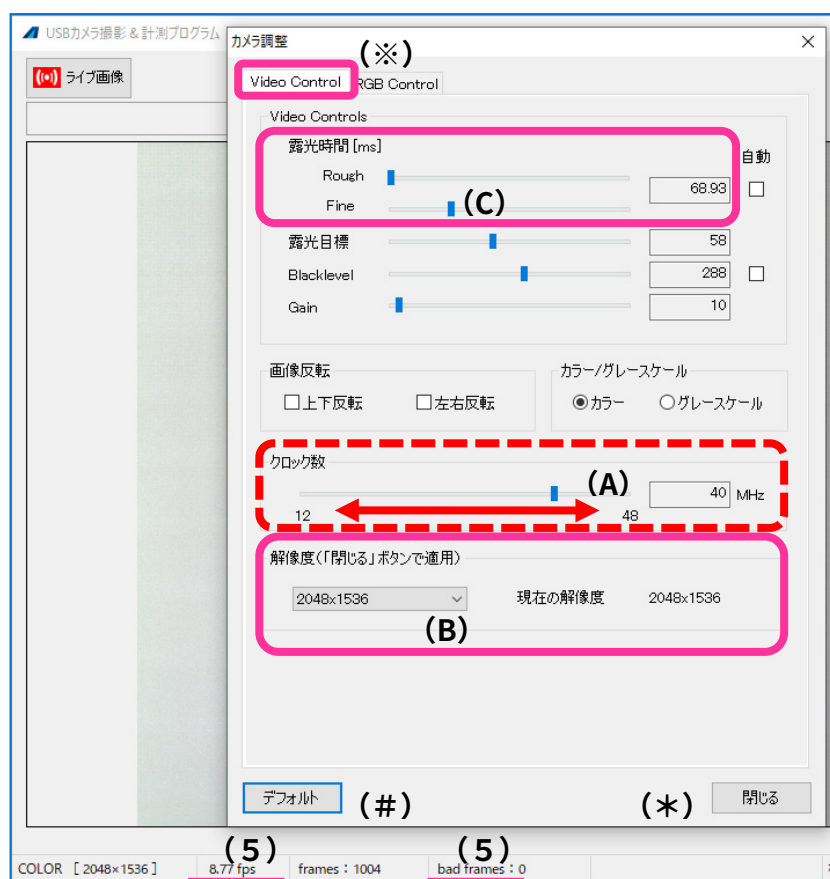 USBカメラ撮影&計測プログラム
カメラ調整
(※)
ライブ画像
Video Control
RGB Control
Video Controls
露光時間[ms]
自動
Rough
68.93
Fine
(C)
露光目標
58
Blacklevel
288
Gain
10
画像反転
カラー/グレースケール
上下反転
左右反転
カラー
グレースケール
クロック数
(A)
40 MHz
12
48
解像度(「閉じる」ボタンで適用)
2048x1536
現在の解像度
2048x1536
(B)
デフォルト
(#)
(*)
閉じる
(5)
(5)
COLOR [ 2048×1536 ]
8.77 fps
frames : 1004
bad frames : 0